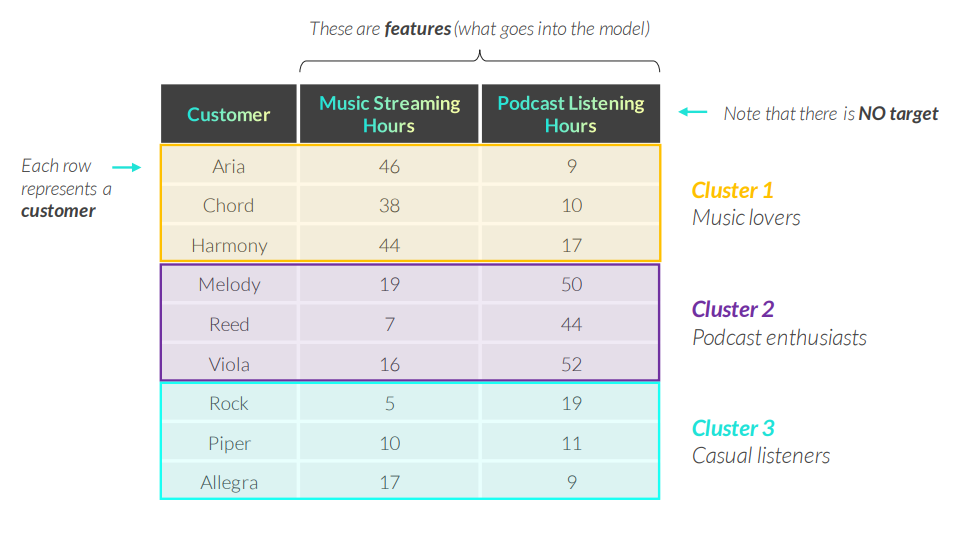 These are features (what goes into the model)
Customer
Music Streaming
Hours
Podcast Listening
Hours
Note that there is NO target
Each row
represents a
customer
Aria 46 9
Chord 38 10
Harmony 44 17
Cluster 1
Music lovers
Melody 19 50
Reed 7 44
Viola 16 52
Cluster 2
Podcast enthusiasts
Rock 5 19
Piper 10 11
Allegra 17 9
Cluster 3
Casual listeners